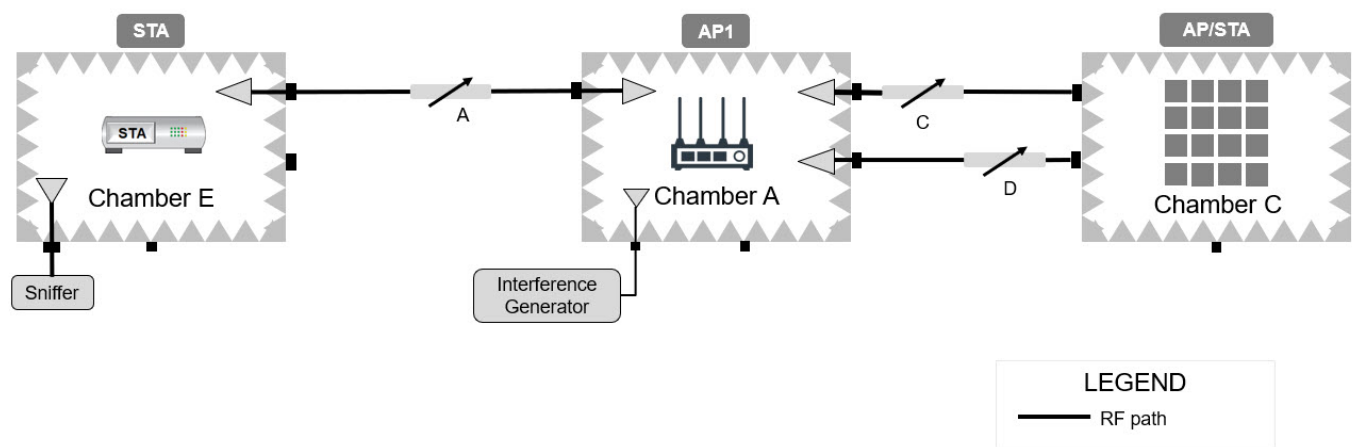 STA
AP1
AP/STA
A
C
STA
D
Chamber E
Chamber A
Chamber C
Sniffer
Interference
Generator
LEGEND
RF path